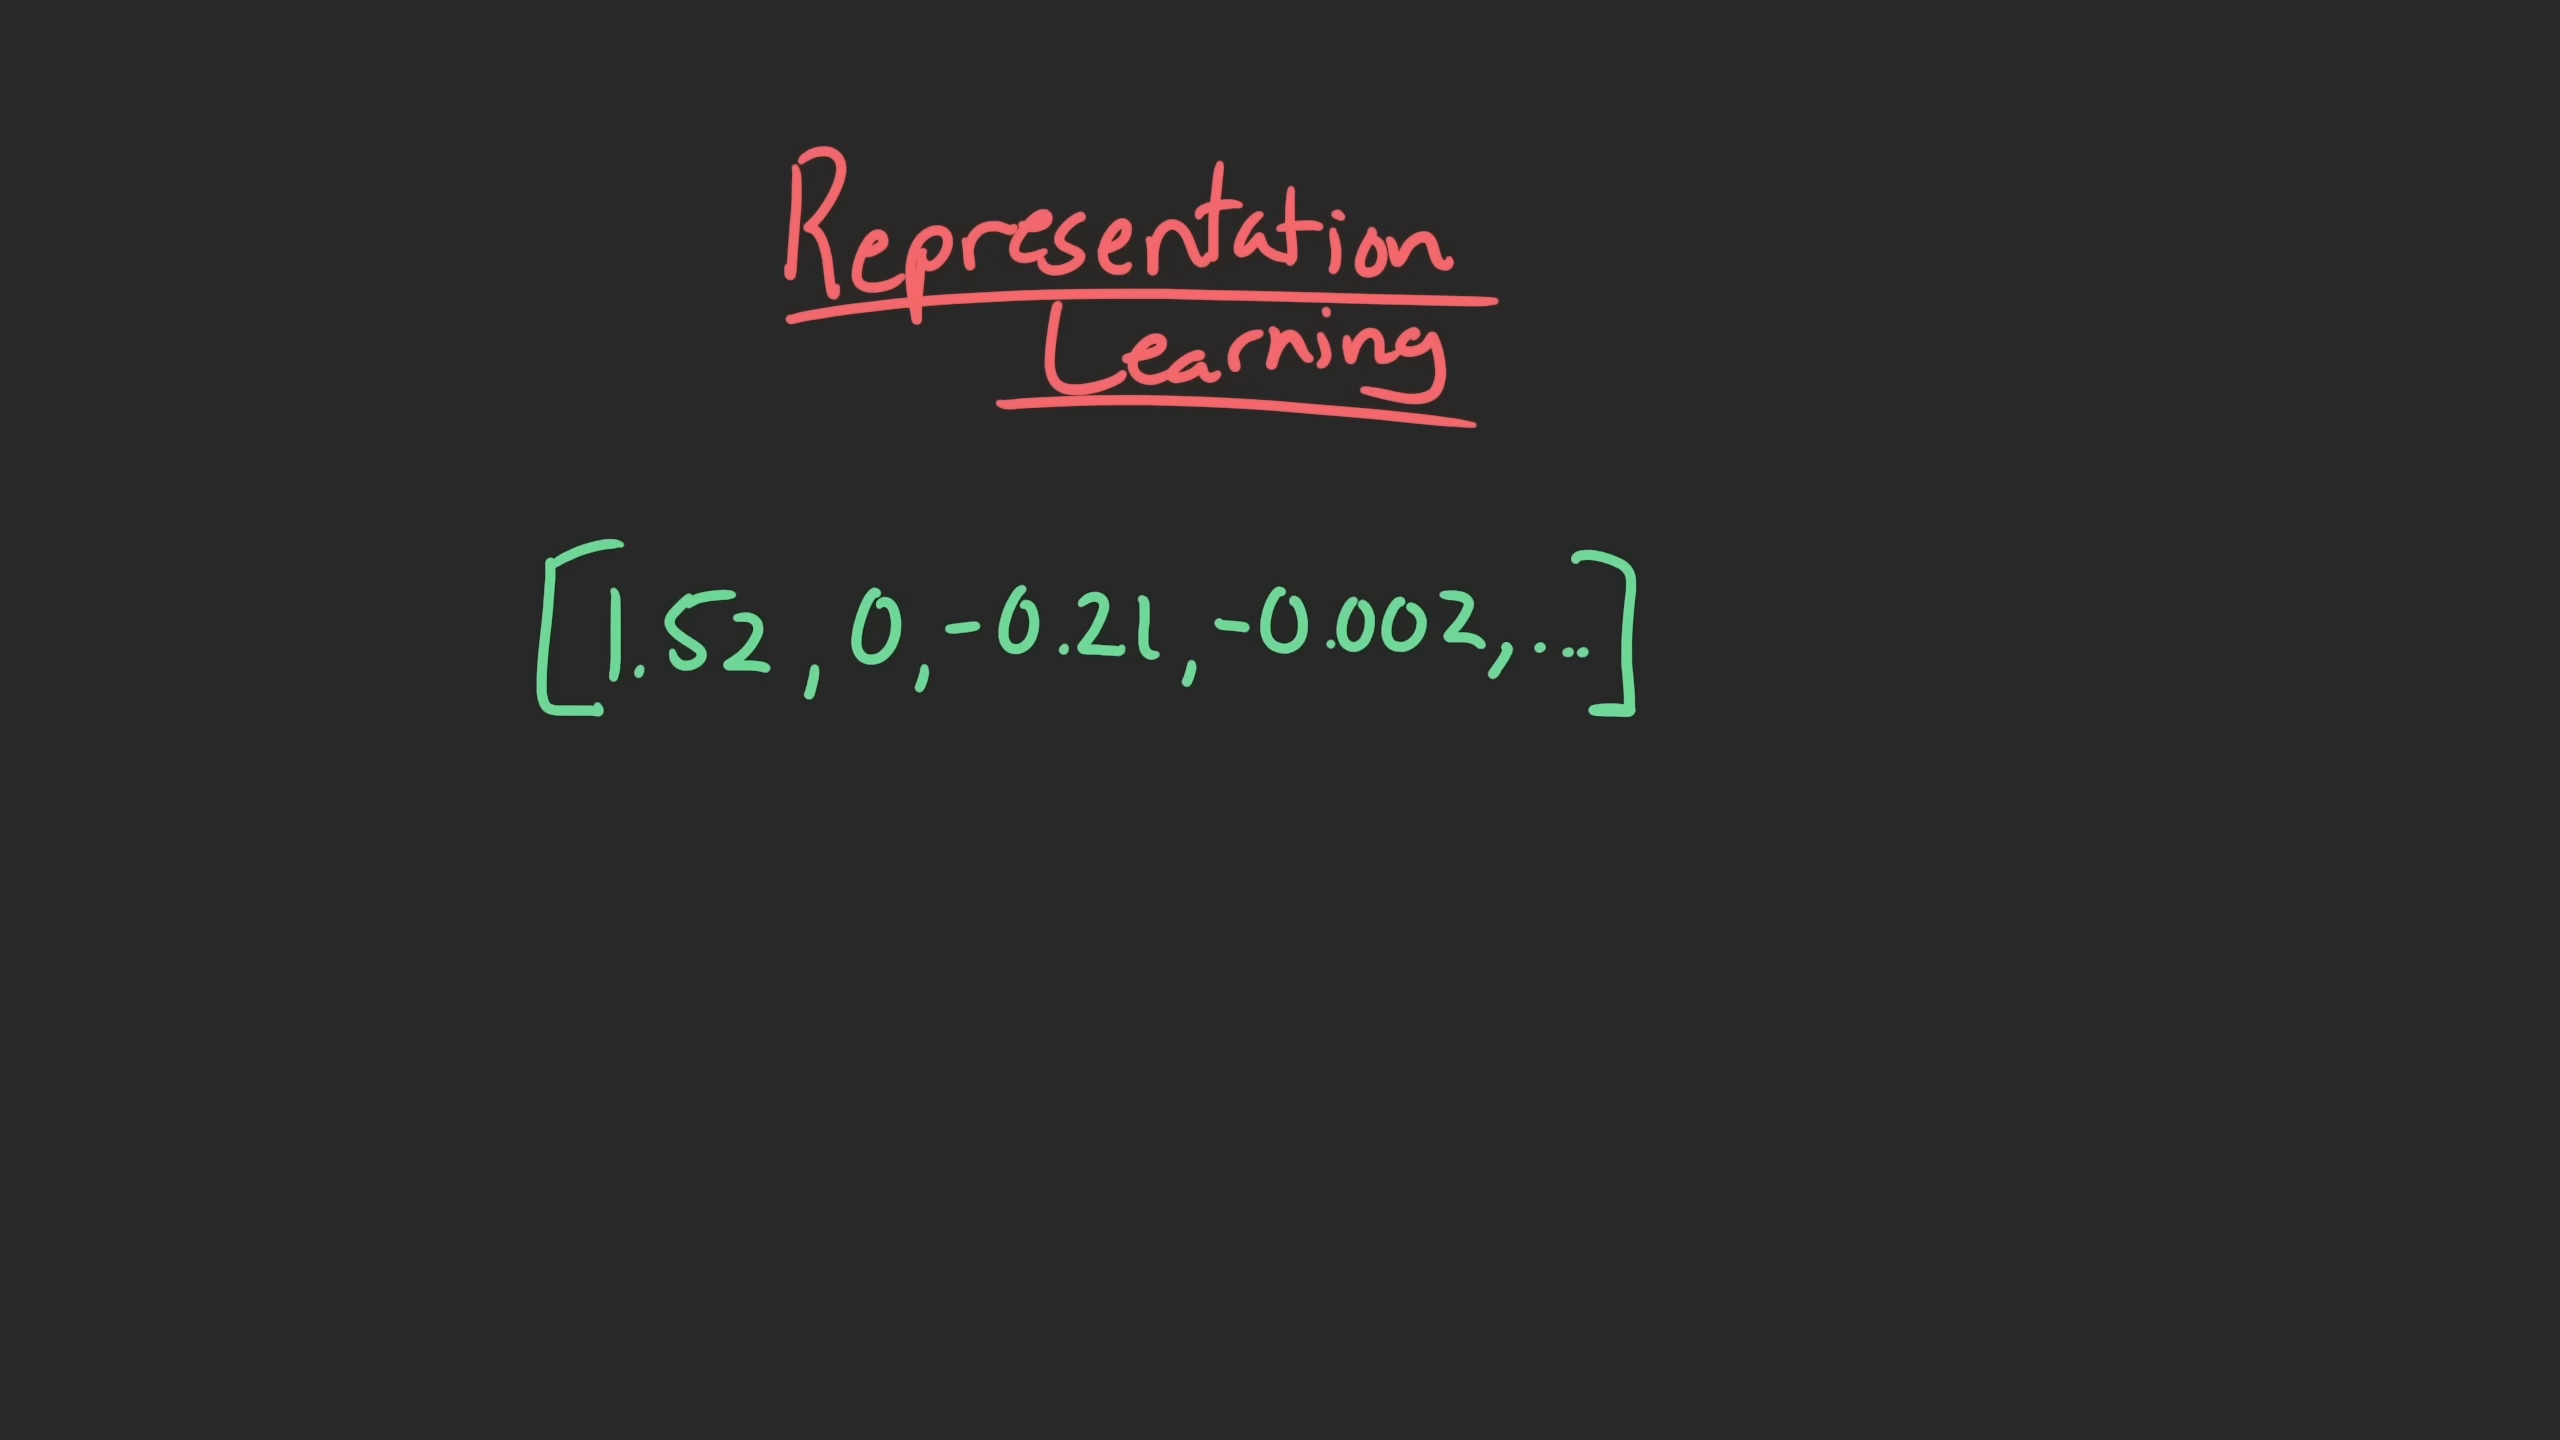 Representation
Learning
[1.52, 0, -0.21, -0.002, ...]